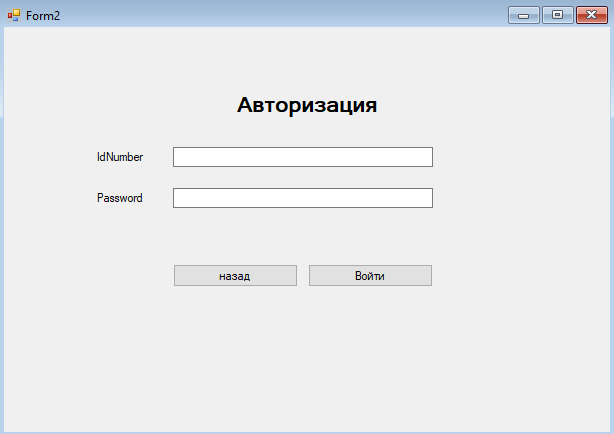 Form2
Авторизация
IdNumber
Password
назад Войти